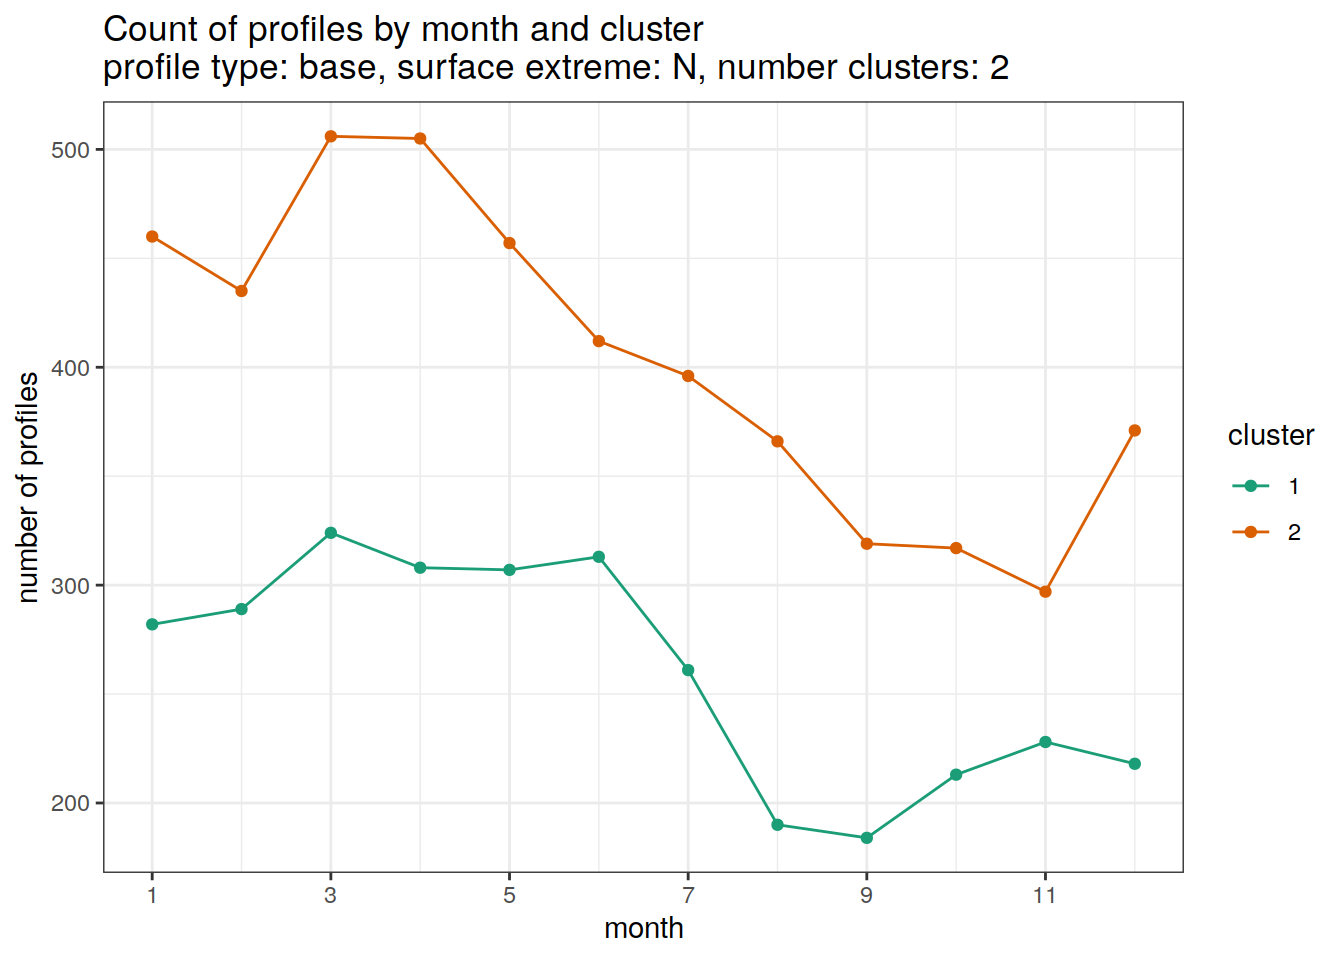 Count of profiles by month and cluster
profile type: base, surface extreme: N, number clusters: 2
500
400
300
200
number of profiles
1 3 5 7 9 11
month
cluster
1
2